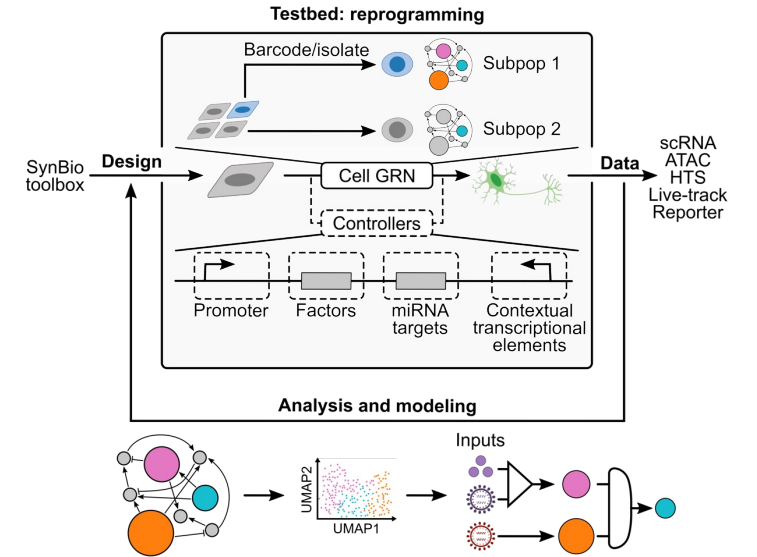 Testbed: reprogramming
Barcode/isolate
Subpop 1
Subpop 2
SynBio
toolbox
Design
Cell GRN
Controllers
Data
scRNA
ATAC
HTS
Live-track
Reporter
Promoter
Factors
miRNA
targets
Contextual
transcriptional
elements
Analysis and modeling
UMAP2
UMAP1
Inputs